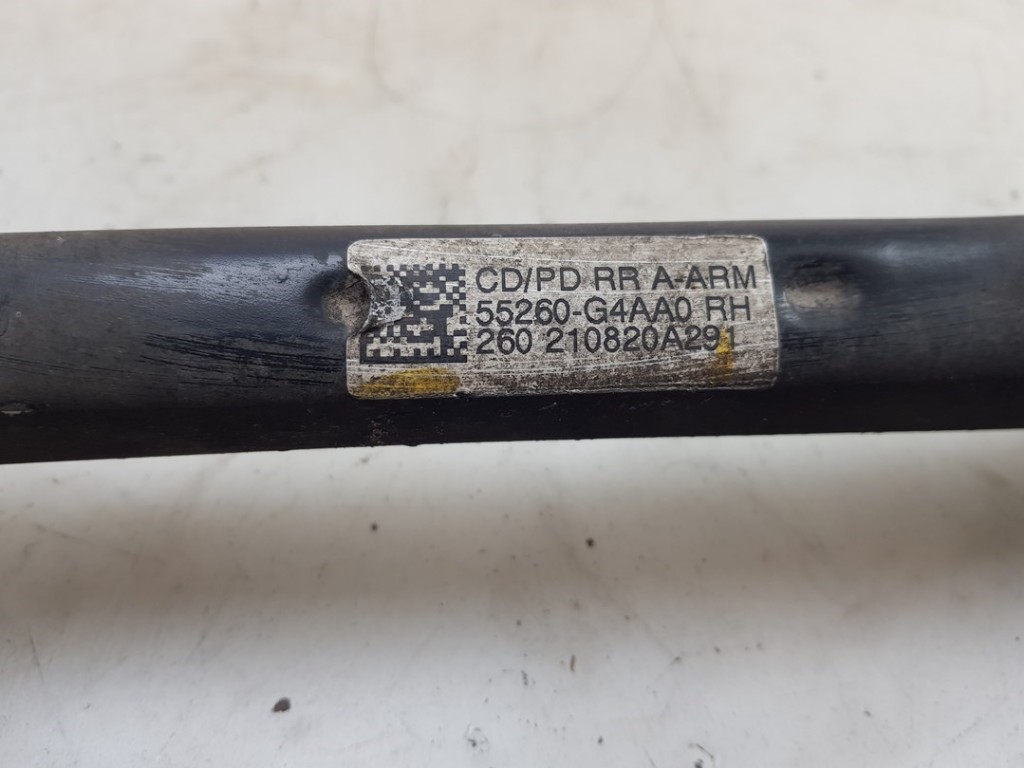 CD/PD RR A-ARM
55260-G4AA0 RH
260 210820A291